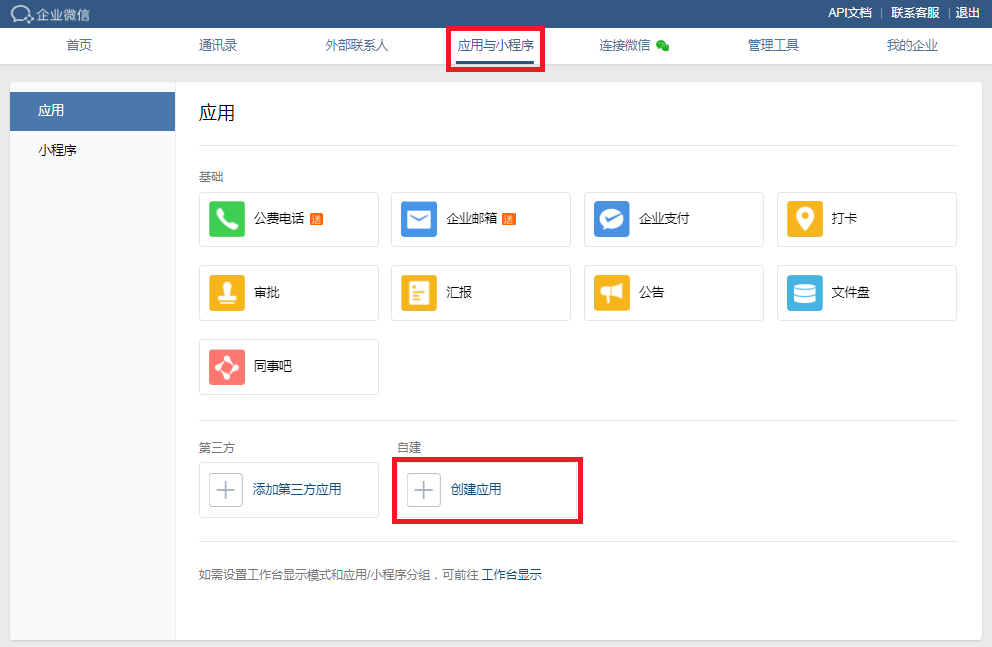 企业微信
API文档 | 联系客服 | 退出
首页 通讯录 外部联系人 应用与小程序 连接微信 管理工具 我的企业
应用
小程序
应用
基础
公费电话 送 企业邮箱 送 企业支付 打卡
审批 汇报 公告 文件盘
同事吧
第三方 自建
添加第三方应用 创建应用
如需设置工作台显示模式和应用/小程序分组，可前往 工作台显示